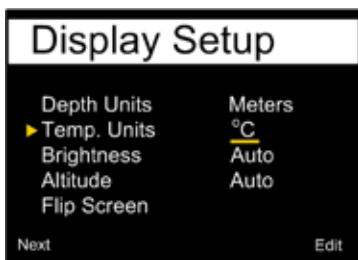 Display Setup
Depth Units Meters
Temp. Units °C
Brightness Auto
Altitude Auto
Flip Screen
Next Edit